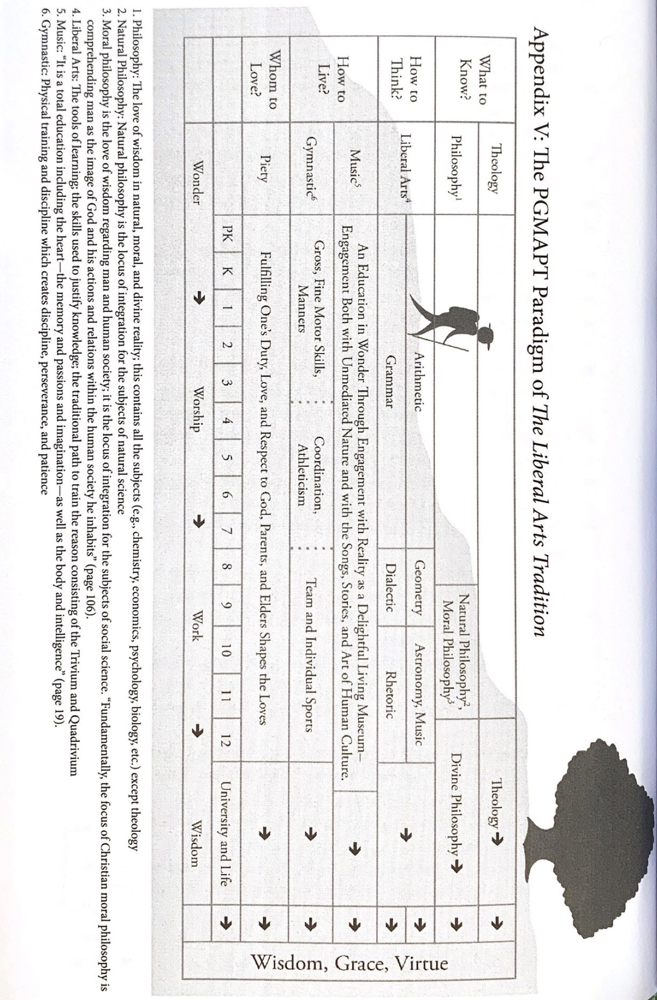 Appendix V: The PGMAPT Paradigm of The Liberal Arts Tradition
What to
Know?
Theology
Theology →
→
Philosophy¹
Natural Philosophy²,
Moral Philosophy³
Divine Philosophy →
→
How to
Think?
Liberal Arts⁴
Arithmetic
Geometry
Astronomy, Music
→
→
Grammar
Dialectic
Rhetoric
→
How to
Live?
Music⁵
An Education in Wonder Through Engagement with Reality as a Delightful Living Museum—
Engagement Both with Unmediated Nature and with the Songs, Stories, and Art of Human Culture.
→
→
Gymnastic⁶
Gross, Fine Motor Skills,
Manners
Coordination,
Athleticism
Team and Individual Sports
→
→
Whom to
Love?
Piety
Fulfilling One's Duty, Love, and Respect to God, Parents, and Elders Shapes the Loves
→
→
PK K 1 2 3 4 5 6 7 8 9 10 11 12 University and Life →
Wonder → Worship → Work → Wisdom
Wisdom, Grace, Virtue
1. Philosophy: The love of wisdom in natural, moral, and divine reality; this contains all the subjects (e.g., chemistry, economics, psychology, biology, etc.) except theology
2. Natural Philosophy: Natural philosophy is the locus of integration for the subjects of natural science
3. Moral philosophy is the love of wisdom regarding man and human society; it is the locus of integration for the subjects of social science. "Fundamentally, the focus of Christian moral philosophy is
comprehending man as the image of God and his actions and relations within the human society he inhabits" (page 106).
4. Liberal Arts: The tools of learning; the skills used to justify knowledge; the traditional path to train the reason consisting of the Trivium and Quadrivium
5. Music: "It is a total education including the heart—the memory and passions and imagination—as well as the body and intelligence" (page 19).
6. Gymnastic: Physical training and discipline which creates discipline, perseverance, and patience